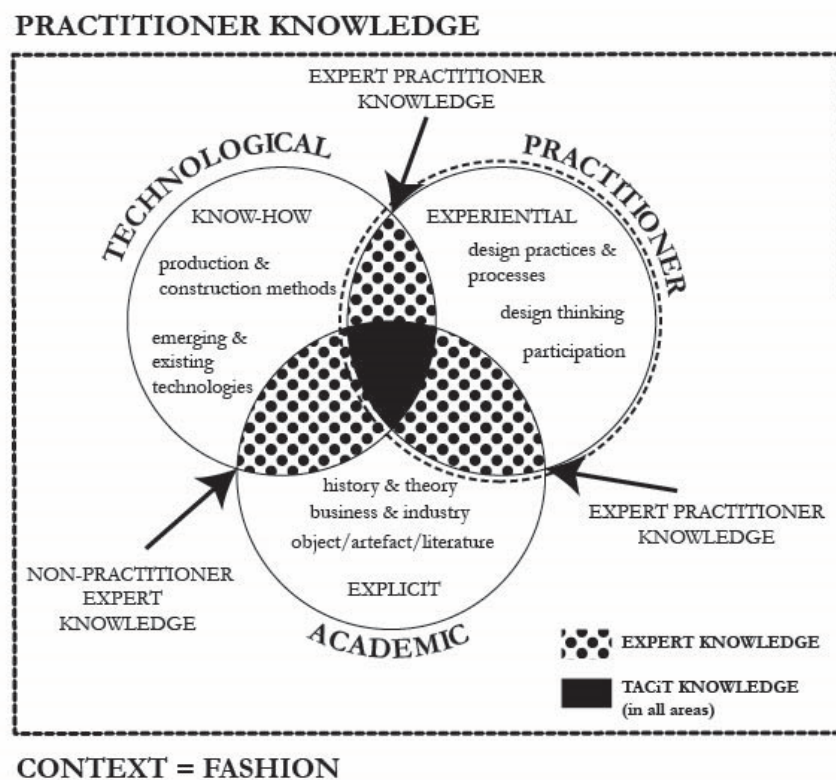 PRACTITIONER KNOWLEDGE
EXPERT PRACTITIONER
KNOWLEDGE
TECHNOLOGICAL
PRACTITIONER
KNOW-HOW
production &
construction methods
emerging &
existing
technologies
EXPERIENTIAL
design practices &
processes
design thinking
participation
history & theory
business & industry
object/artefact/literature
EXPLICIT
ACADEMIC
NON-PRACTITIONER
EXPERT
KNOWLEDGE
EXPERT PRACTITIONER
KNOWLEDGE
EXPERT KNOWLEDGE
TACiT KNOWLEDGE
(in all areas)
CONTEXT = FASHION